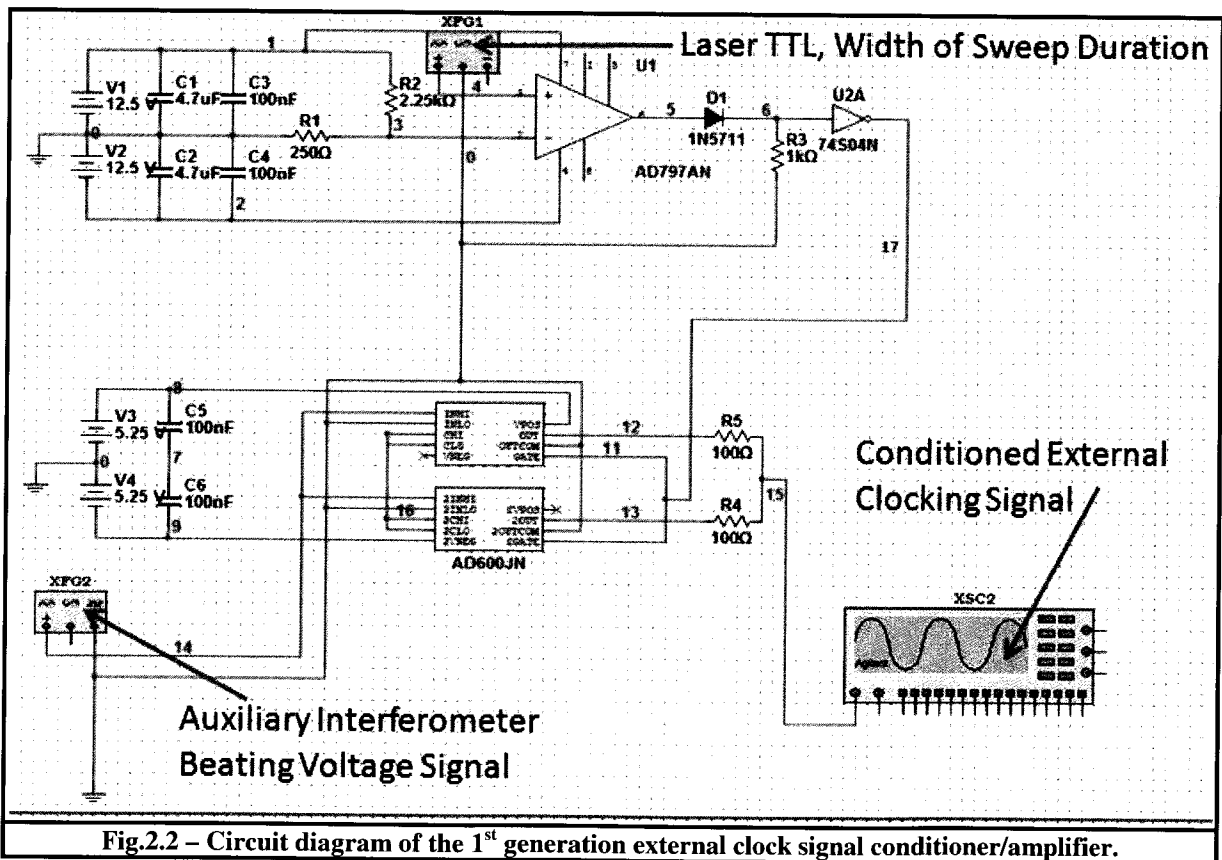 XFG1
Laser TTL, Width of Sweep Duration
1
V1
12.5 V
C1
4.7uF
C3
100nF
R2
2.25kΩ
4
U1
3
R1
250Ω
0
V2
12.5 V
C2
4.7uF
C4
100nF
2
0
5
D1
1N5711
6
U2A
74S04N
R3
1kΩ
AD797AN
17
8
V3
5.25 V
C5
100nF
0
7
V4
5.25 V
C6
100nF
9
16
12
11
13
R5
100Ω
R4
100Ω
15
AD600JN
Conditioned External
Clocking Signal
XFG2
14
XSC2
Agilent
Auxiliary Interferometer
Beating Voltage Signal
Fig.2.2 – Circuit diagram of the 1st generation external clock signal conditioner/amplifier.